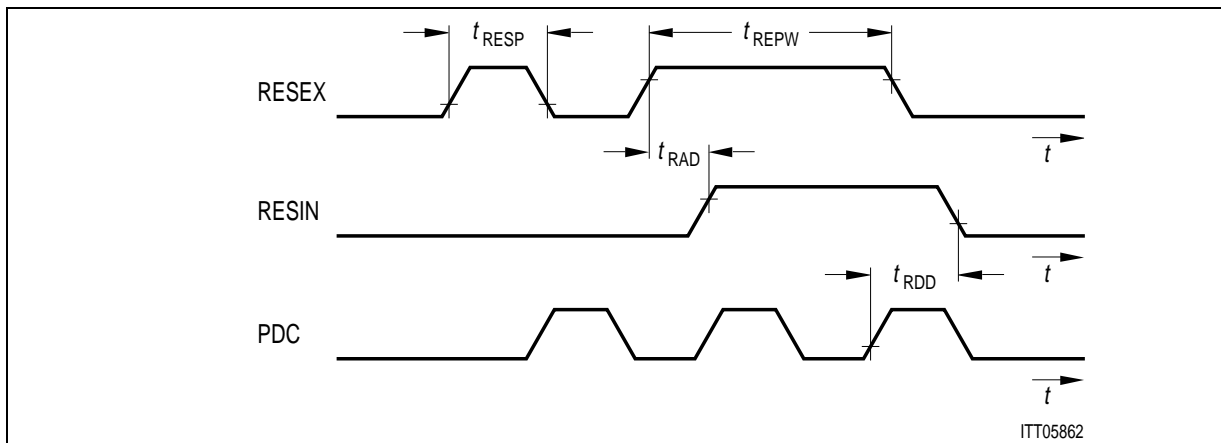 tRESP
tREPW
RESEX
t
tRAD
RESIN
t
tRDD
PDC
t
ITT05862